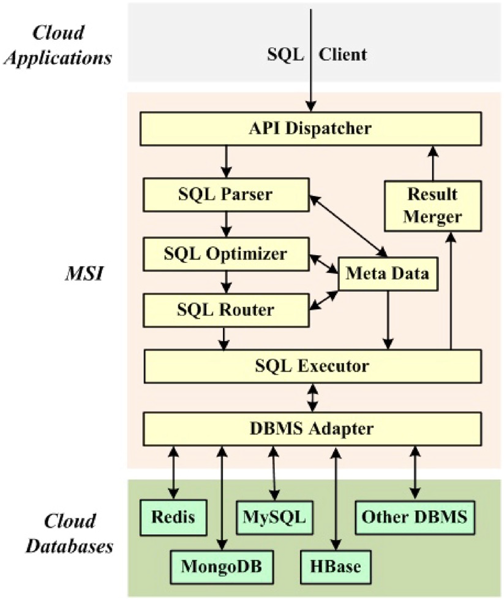 Cloud
Applications
SQL Client
API Dispatcher
SQL Parser
Result
Merger
SQL Optimizer
Meta Data
MSI
SQL Router
SQL Executor
DBMS Adapter
Cloud
Databases
Redis
MySQL
Other DBMS
MongoDB
HBase